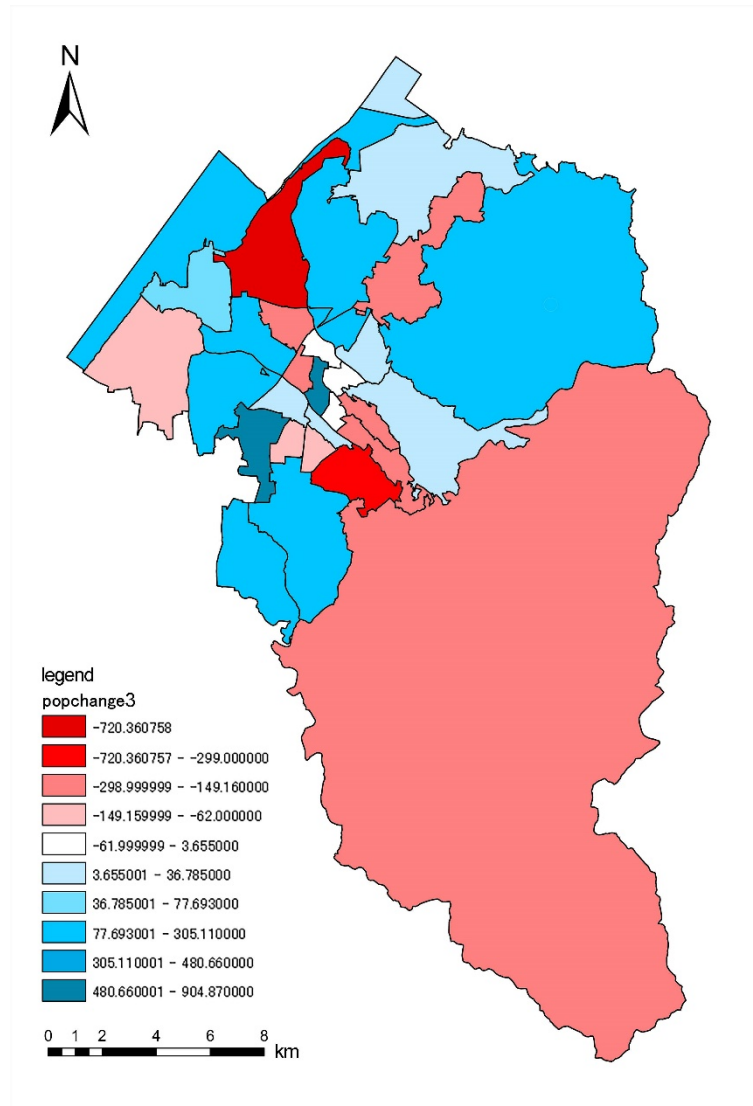 N
legend
popchange3
-720.360758
-720.360757 - -299.000000
-298.999999 - -149.160000
-149.159999 - -62.000000
-61.999999 - 3.655000
3.655001 - 36.785000
36.785001 - 77.693000
77.693001 - 305.110000
305.110001 - 480.660000
480.660001 - 904.870000
0 1 2 4 6 8
km